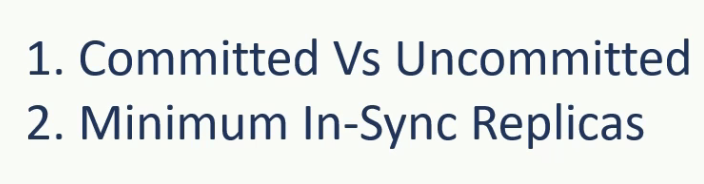 1. Committed Vs Uncommitted
2. Minimum In-Sync Replicas